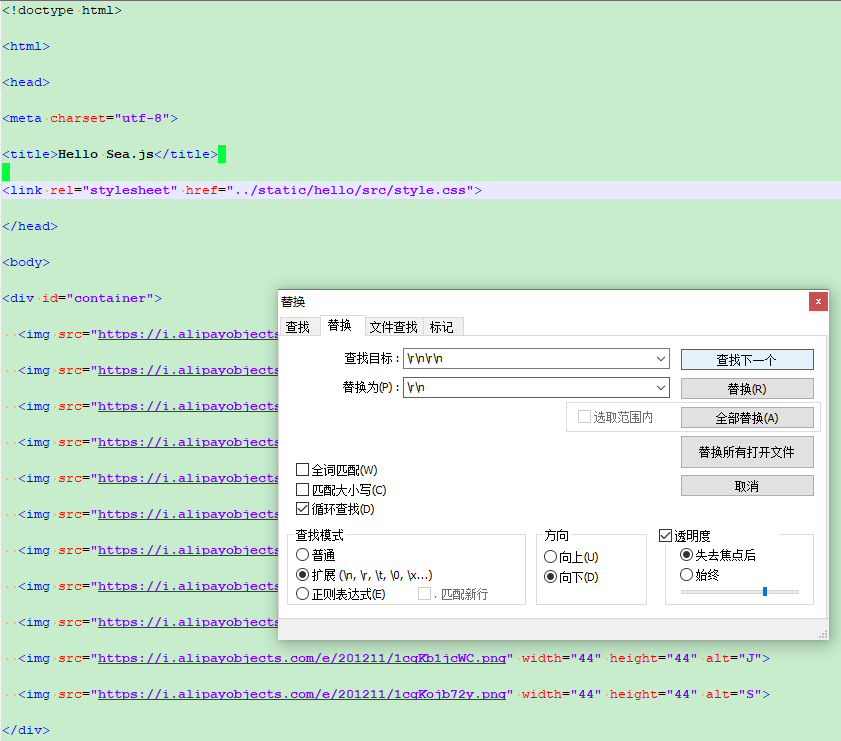 <!doctype html>
<html>
<head>
<meta charset="utf-8">
<title>Hello Sea.js</title>
<link rel="stylesheet" href="../static/hello/src/style.css">
</head>
<body>
<div id="container">
<img src="https://i.alipayobjects
<img src="https://i.alipayobjects
<img src="https://i.alipayobjects
<img src="https://i.alipayobjects
<img src="https://i.alipayobjects
<img src="https://i.alipayobjects
<img src="https://i.alipayobjects
<img src="https://i.alipayobjects
<img src="https://i.alipayobjects
<img src="https://i.alipayobjects.com/e/201211/1cqKb1jcWC.png" width="44" height="44" alt="J">
<img src="https://i.alipayobjects.com/e/201211/1cqKojb72y.png" width="44" height="44" alt="S">
</div>
替换
x
查找 替换 文件查找 标记
查找目标： \r\n\r\n 查找下一个
替换为(P)： \r\n 替换(R)
选取范围内 全部替换(A)
替换所有打开文件
取消
全词匹配(W)
匹配大小写(C)
循环查找(D)
查找模式
普通
扩展 (\n, \r, \t, \0, \x...)
正则表达式(E) . 匹配新行
方向
向上(U)
向下(D)
透明度
失去焦点后
始终